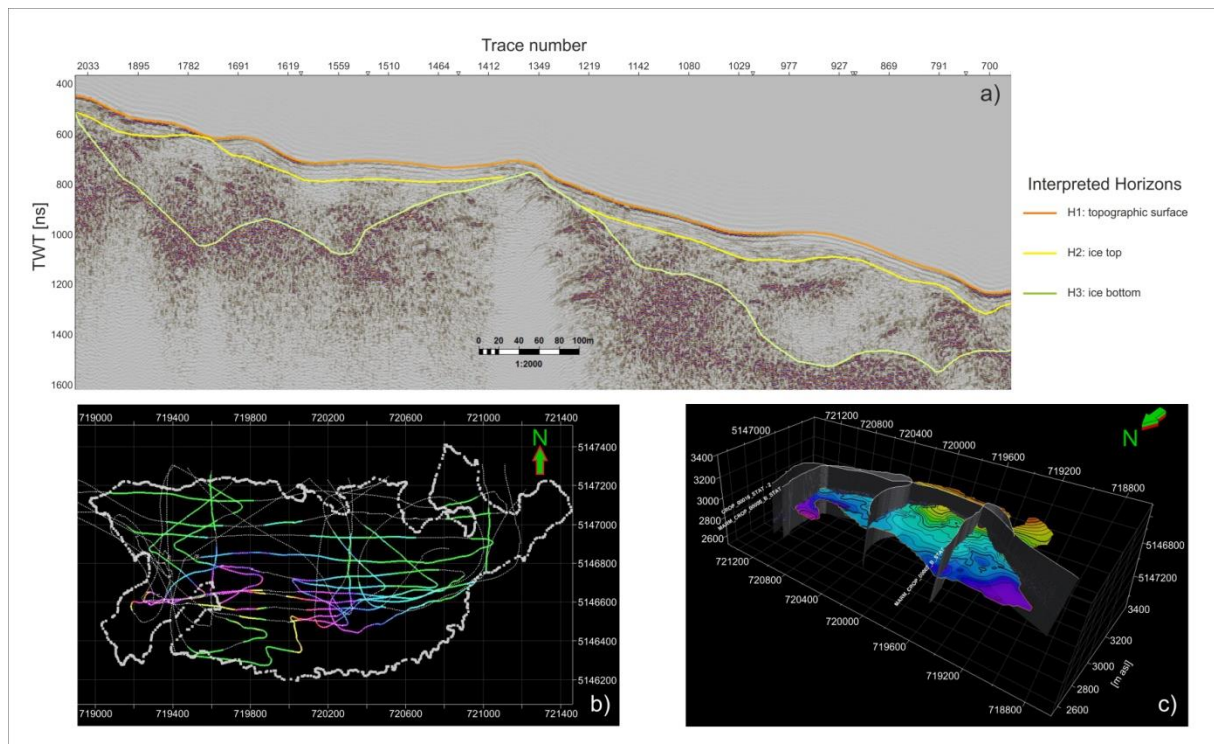 Trace number
2033 1895 1782 1691 1619 1559 1510 1464 1412 1349 1219 1142 1080 1029 977 927 869 791 700
a)
TWT [ns]
400
600
800
1000
1200
1400
1600
0 20 40 60 80 100m
1:2000
Interpreted Horizons
H1: topographic surface
H2: ice top
H3: ice bottom
719000 719400 719800 720200 720600 721000 721400
N
5147400
5147200
5147000
5146800
5146600
5146400
5146200
719000 719400 719800 720200 720600 721000 721400
b)
N
721200
720800
720400
720000
719600
719200
718800
5147000
3400
3200
3000
2800
2600
721200
720800
720400
720000
719600
719200
718800
5146800
5147200
3400
3200
3000
2800
2600
[m asl]
c)